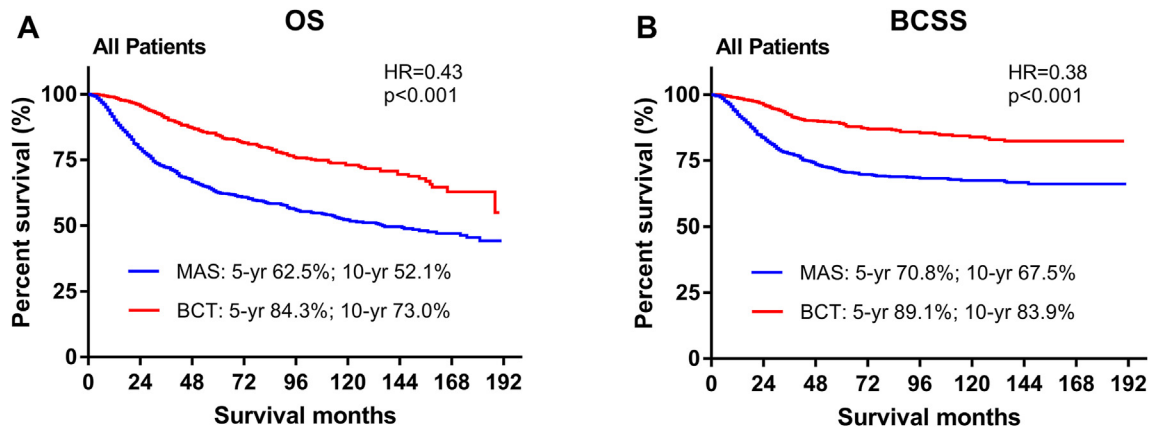 A
OS
All Patients
HR=0.43
p<0.001
Percent survival (%)
100
75
50
25
0
MAS: 5-yr 62.5%; 10-yr 52.1%
BCT: 5-yr 84.3%; 10-yr 73.0%
0 24 48 72 96 120 144 168 192
Survival months
B
BCSS
All Patients
HR=0.38
p<0.001
Percent survival (%)
100
75
50
25
0
MAS: 5-yr 70.8%; 10-yr 67.5%
BCT: 5-yr 89.1%; 10-yr 83.9%
0 24 48 72 96 120 144 168 192
Survival months